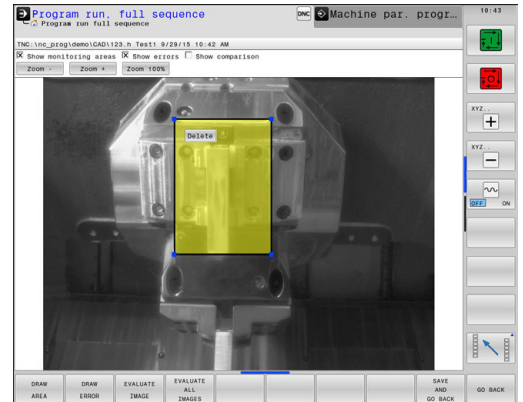 Program run, full sequence
Program run full sequence
DNC
Machine par. progr…
10:43
TNC:\nc_prog\demo\CAD\123.h Test1 9/29/15 10:42 AM
Show monitoring areas Show errors Show comparison
Zoom - Zoom + Zoom 100%
Delete
XYZ..
XYZ..
OFF ON
DRAW AREA
DRAW ERROR
EVALUATE IMAGE
EVALUATE ALL IMAGES
SAVE AND GO BACK
GO BACK